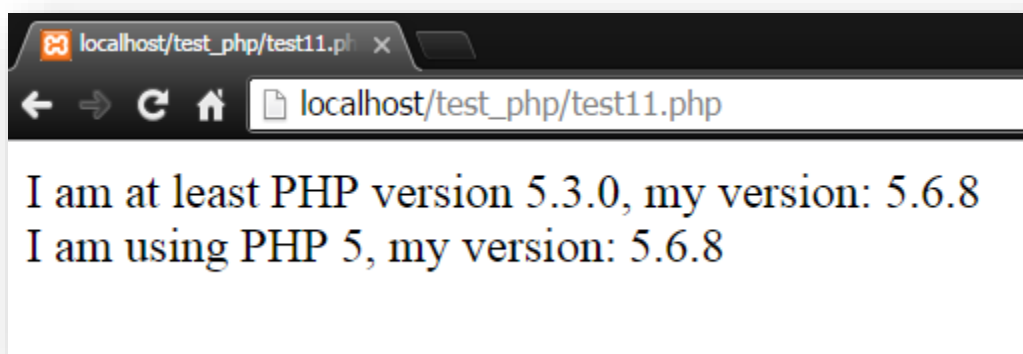 localhost/test_php/test11.ph
localhost/test_php/test11.php
I am at least PHP version 5.3.0, my version: 5.6.8
I am using PHP 5, my version: 5.6.8